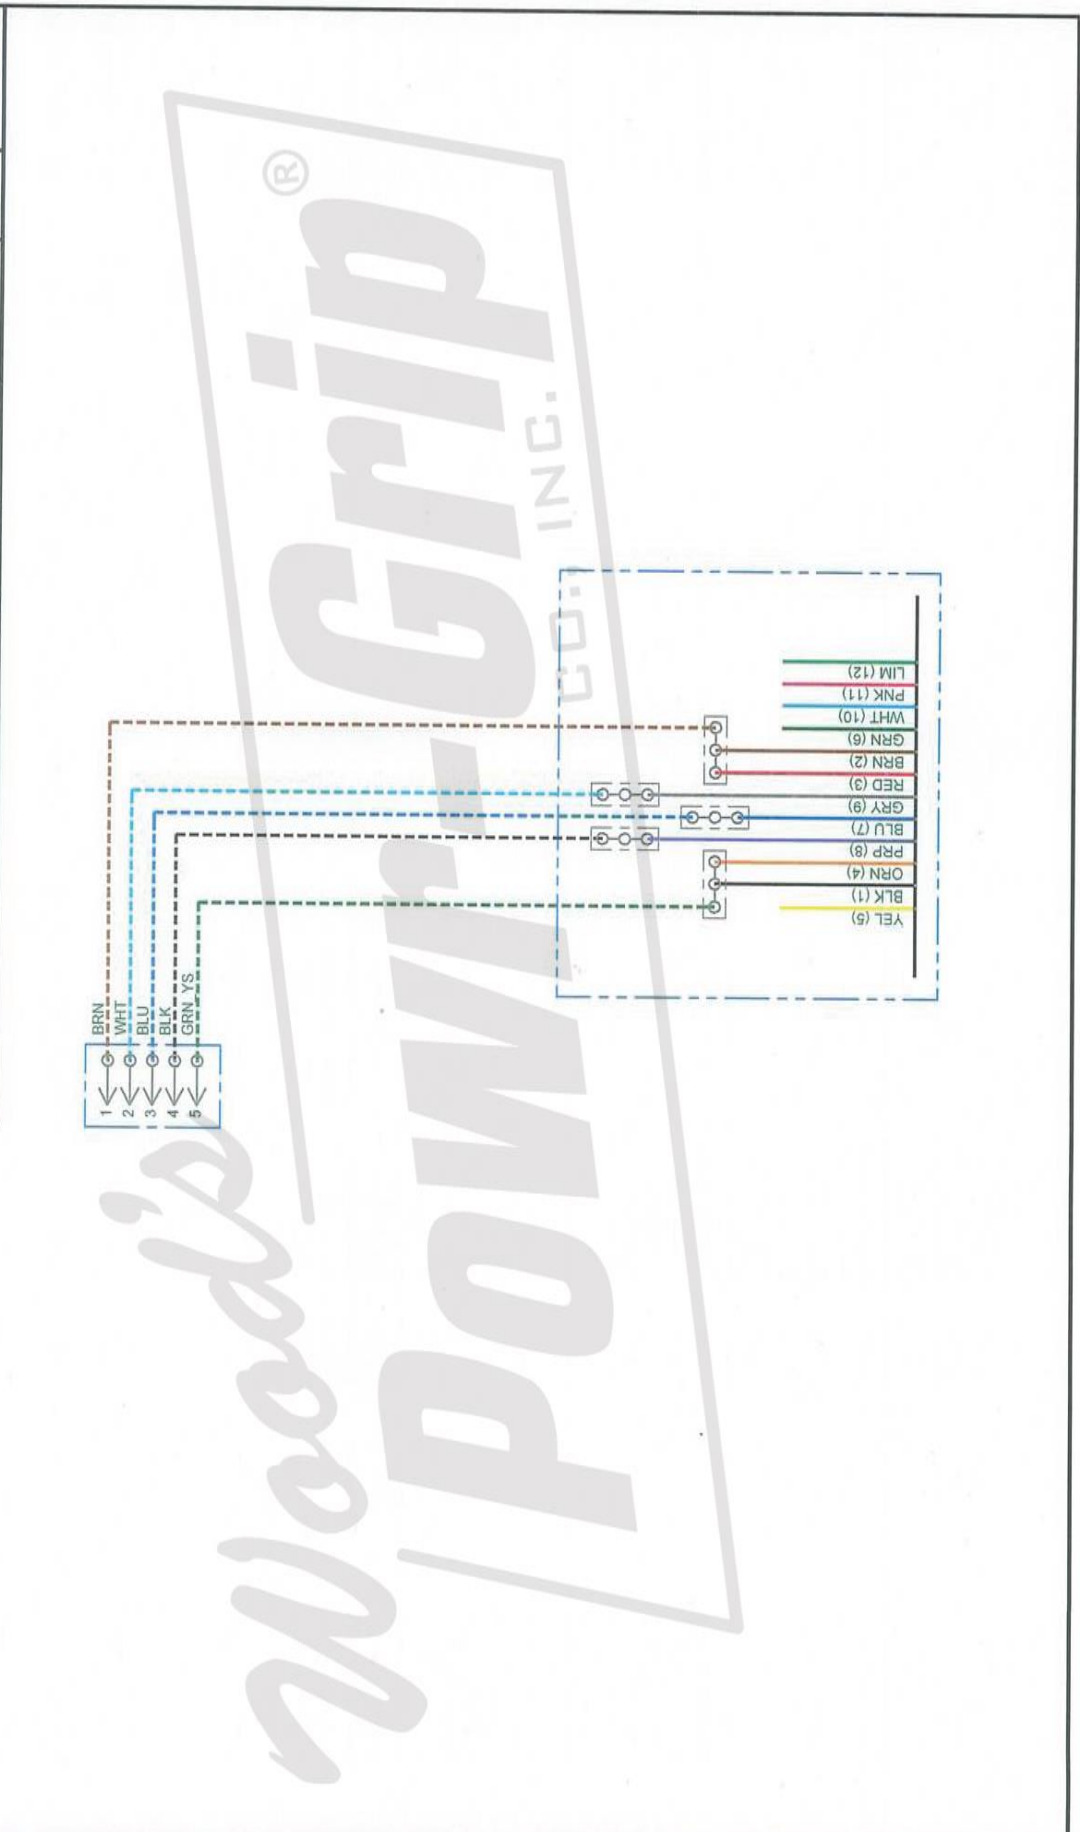 Wood's
Powr-Grip®
CO., INC.
BRN
WHT
BLU
BLK
GRN YS
1
2
3
4
5
LIM (12)
PNK (11)
WHT (10)
GRN (6)
BRN (2)
RED (3)
GRY (9)
BLU (7)
PRP (8)
ORN (4)
BLK (1)
YEL (5)